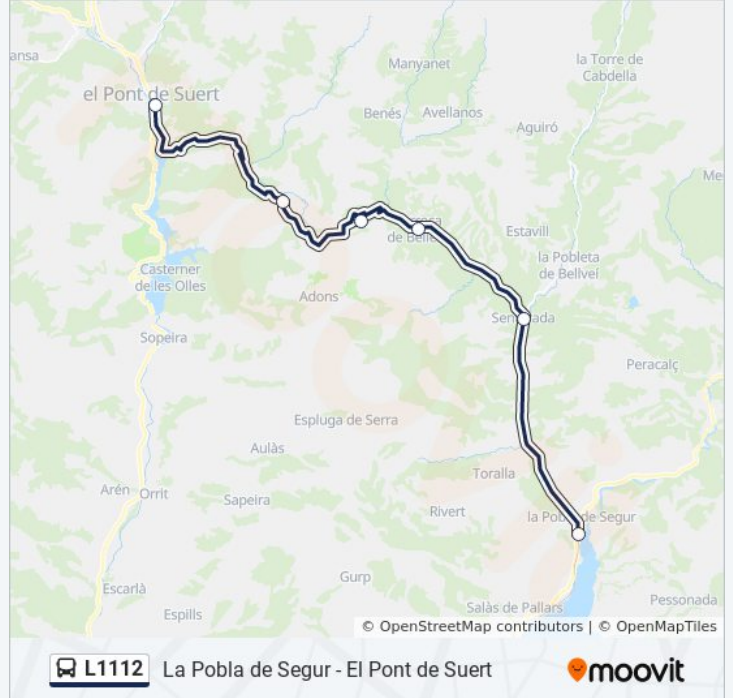 ansa
Manyanet
la Torre de
Cabdella
el Pont de Suert
Benés
Avellanos
Aguiró
Me
Estavill
de Belle
la Pobleta
de Bellveí
Casterner
de les Olles
Adons
Sen
ada
Sopeira
Peracalç
Espluga de Serra
Aulàs
Toralla
Arén
Orrit
Sapeira
Rivert
la Pobla de Segur
Gurp
Escarlà
Salàs de Pallars
Pessonada
Espills
© OpenStreetMap contributors | © OpenMapTiles
L1112 La Pobla de Segur - El Pont de Suert
moovit